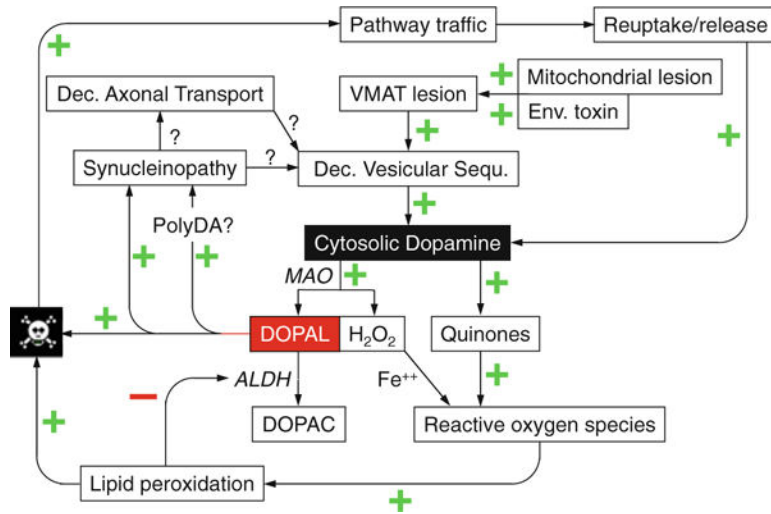 Pathway traffic
Reuptake/release
+
Dec. Axonal Transport
VMAT lesion
+
Mitochondrial lesion
+
Env. toxin
?
?
+
+
Synucleinopathy
?
Dec. Vesicular Sequ.
+
PolyDA?
Cytosolic Dopamine
+
+
MAO
+
+
+
DOPAL
H₂O₂
Quinones
ALDH
Fe⁺⁺
+
−
+
DOPAC
Reactive oxygen species
Lipid peroxidation
+